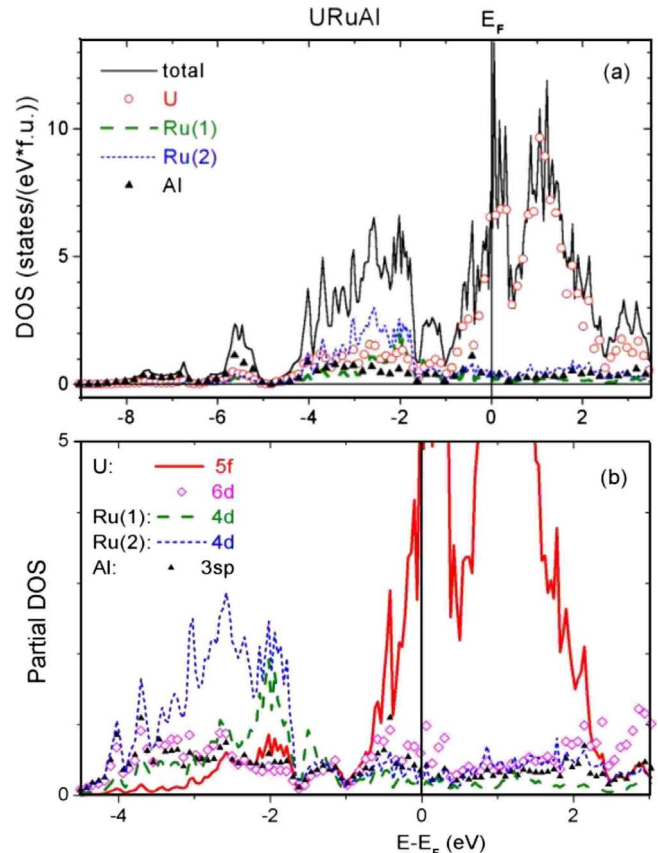 URuAl
E_F
(a)
total
U
Ru(1)
Ru(2)
Al
DOS (states/(eV*f.u.))
10
5
0
-8 -6 -4 -2 0 2
(b)
U: 5f
6d
Ru(1): 4d
Ru(2): 4d
Al: 3sp
Partial DOS
5
0
-4 -2 0 2
E-E_F (eV)